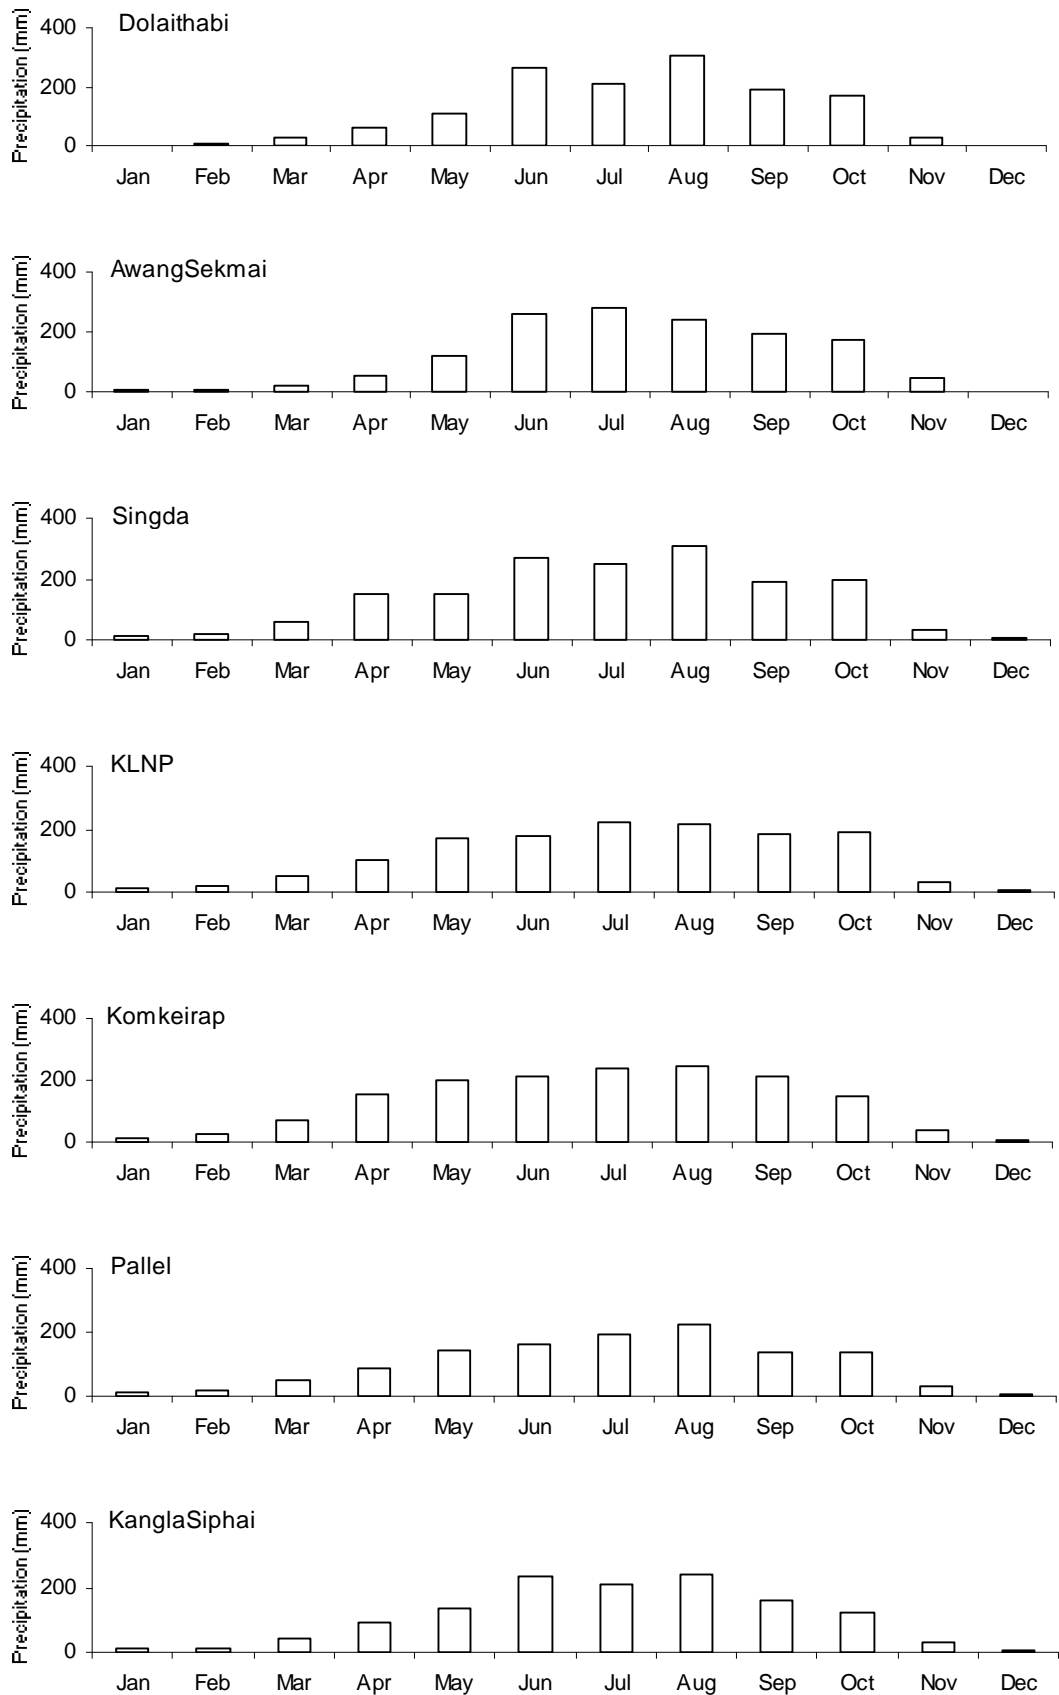 Dolaithabi
Precipitation (mm)
400
200
0
Jan Feb Mar Apr May Jun Jul Aug Sep Oct Nov Dec
AwangSekmai
Precipitation (mm)
400
200
0
Jan Feb Mar Apr May Jun Jul Aug Sep Oct Nov Dec
Singda
Precipitation (mm)
400
200
0
Jan Feb Mar Apr May Jun Jul Aug Sep Oct Nov Dec
KLNP
Precipitation (mm)
400
200
0
Jan Feb Mar Apr May Jun Jul Aug Sep Oct Nov Dec
Komkeirap
Precipitation (mm)
400
200
0
Jan Feb Mar Apr May Jun Jul Aug Sep Oct Nov Dec
Pallel
Precipitation (mm)
400
200
0
Jan Feb Mar Apr May Jun Jul Aug Sep Oct Nov Dec
KanglaSiphai
Precipitation (mm)
400
200
0
Jan Feb Mar Apr May Jun Jul Aug Sep Oct Nov Dec